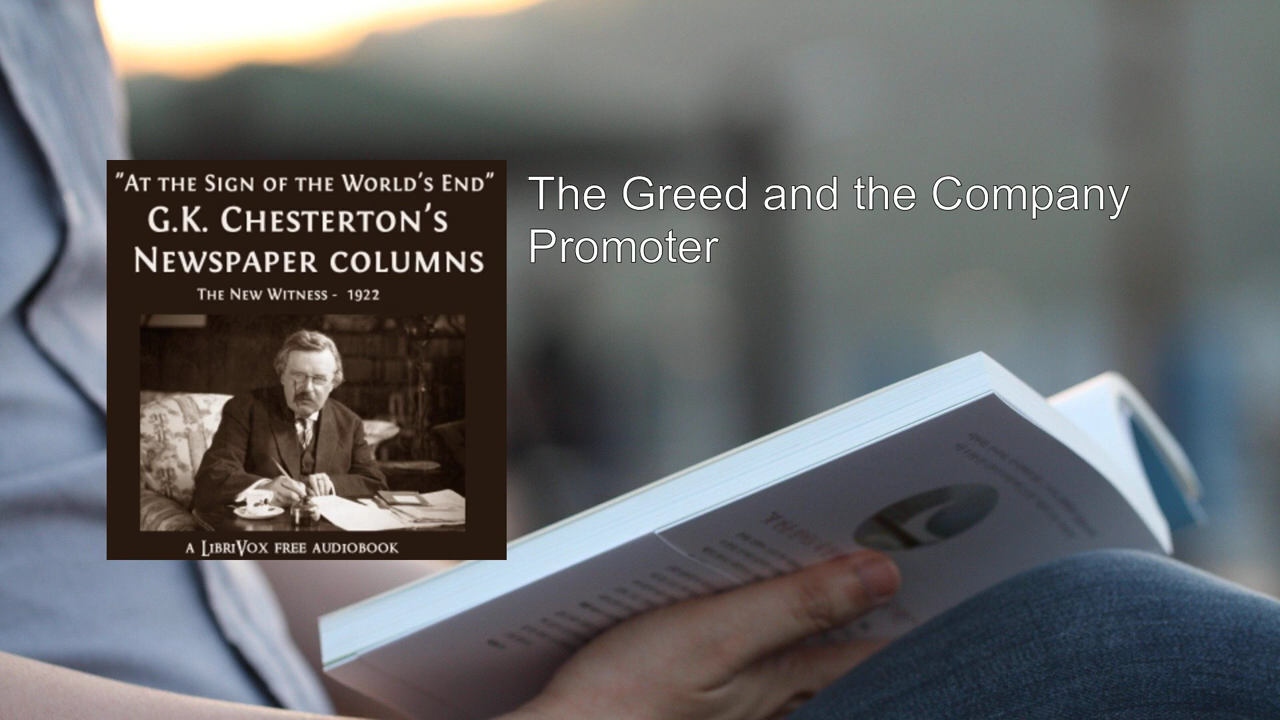 "At the Sign of the World's End"
G.K. Chesterton's
Newspaper columns
The New Witness - 1922
a LibriVox free audiobook
The Greed and the Company
Promoter